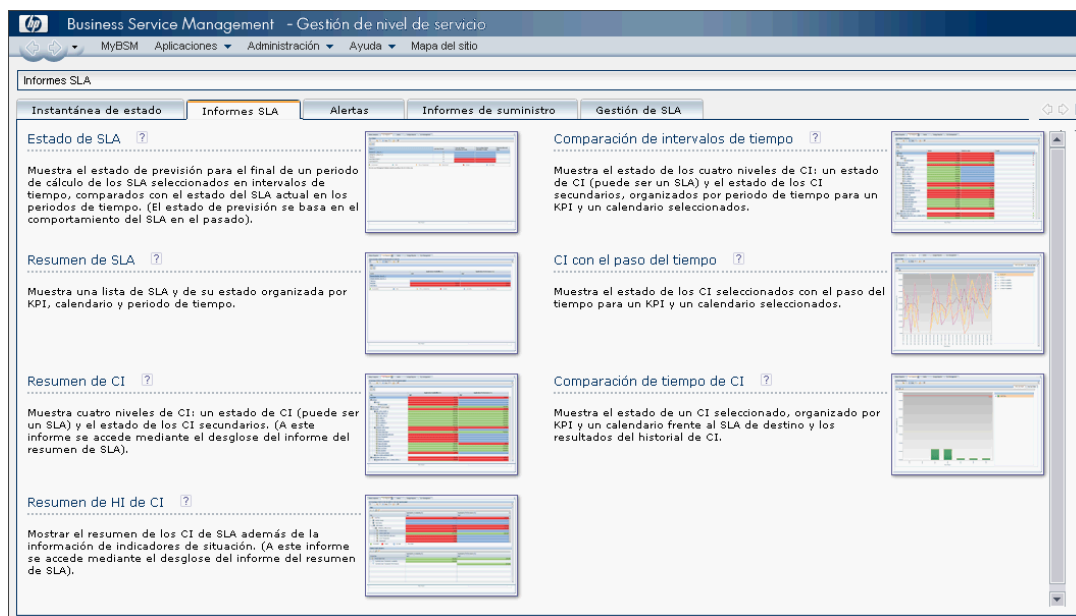 hp Business Service Management - Gestión de nivel de servicio
MyBSM Aplicaciones Administración Ayuda Mapa del sitio
Informes SLA
Instantánea de estado Informes SLA Alertas Informes de suministro Gestión de SLA
Estado de SLA ?
Muestra el estado de previsión para el final de un periodo
de cálculo de los SLA seleccionados en intervalos de
tiempo, comparados con el estado del SLA actual en los
periodos de tiempo. (El estado de previsión se basa en el
comportamiento del SLA en el pasado).
Resumen de SLA ?
Muestra una lista de SLA y de su estado organizada por
KPI, calendario y periodo de tiempo.
Resumen de CI ?
Muestra cuatro niveles de CI: un estado de CI (puede ser
un SLA) y el estado de los CI secundarios. (A este
informe se accede mediante el desglose del informe del
resumen de SLA).
Resumen de HI de CI ?
Mostrar el resumen de los CI de SLA además de la
información de indicadores de situación. (A este informe
se accede mediante el desglose del informe del resumen
de SLA).
Comparación de intervalos de tiempo ?
Muestra el estado de los cuatro niveles de CI: un estado
de CI (puede ser un SLA) y el estado de los CI
secundarios, organizados por periodo de tiempo para un
KPI y un calendario seleccionados.
CI con el paso del tiempo ?
Muestra el estado de los CI seleccionados con el paso del
tiempo para un KPI y un calendario seleccionados.
Comparación de tiempo de CI ?
Muestra el estado de un CI seleccionado, organizado por
KPI y un calendario frente al SLA de destino y los
resultados del historial de CI.